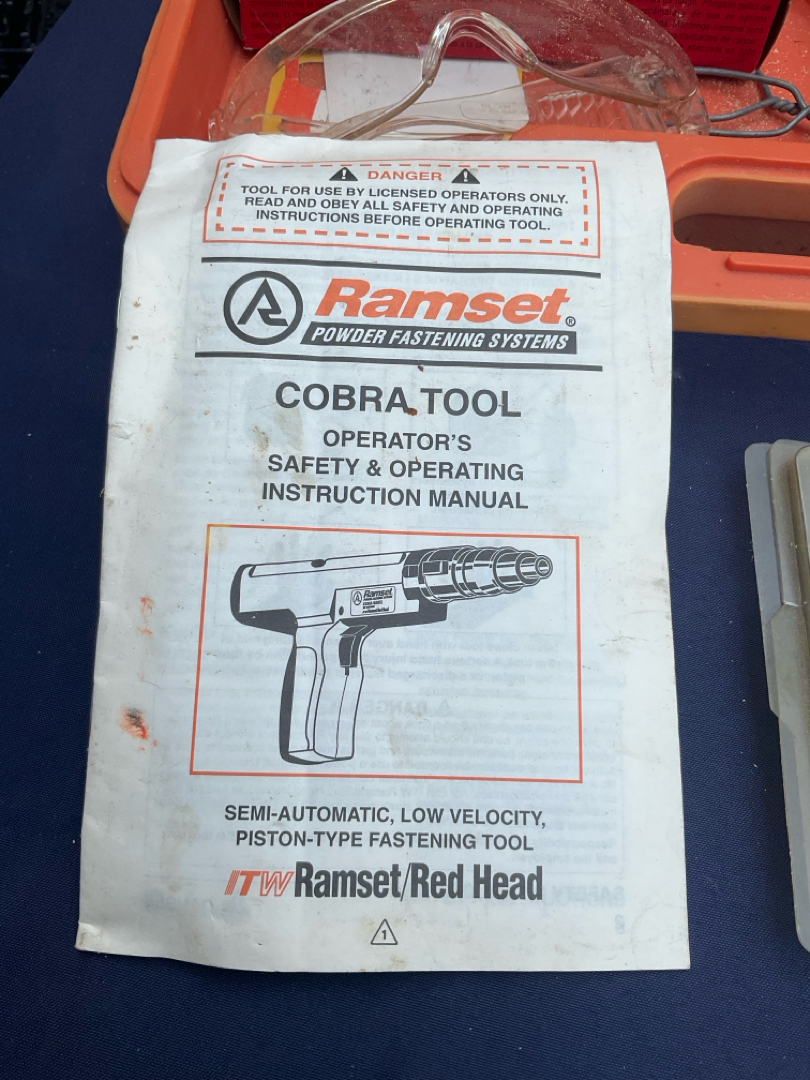 DANGER
TOOL FOR USE BY LICENSED OPERATORS ONLY.
READ AND OBEY ALL SAFETY AND OPERATING
INSTRUCTIONS BEFORE OPERATING TOOL.
Ramset®
POWDER FASTENING SYSTEMS
COBRA TOOL
OPERATOR'S
SAFETY & OPERATING
INSTRUCTION MANUAL
Ramset
SEMI-AUTOMATIC, LOW VELOCITY,
PISTON-TYPE FASTENING TOOL
ITW Ramset/Red Head
1